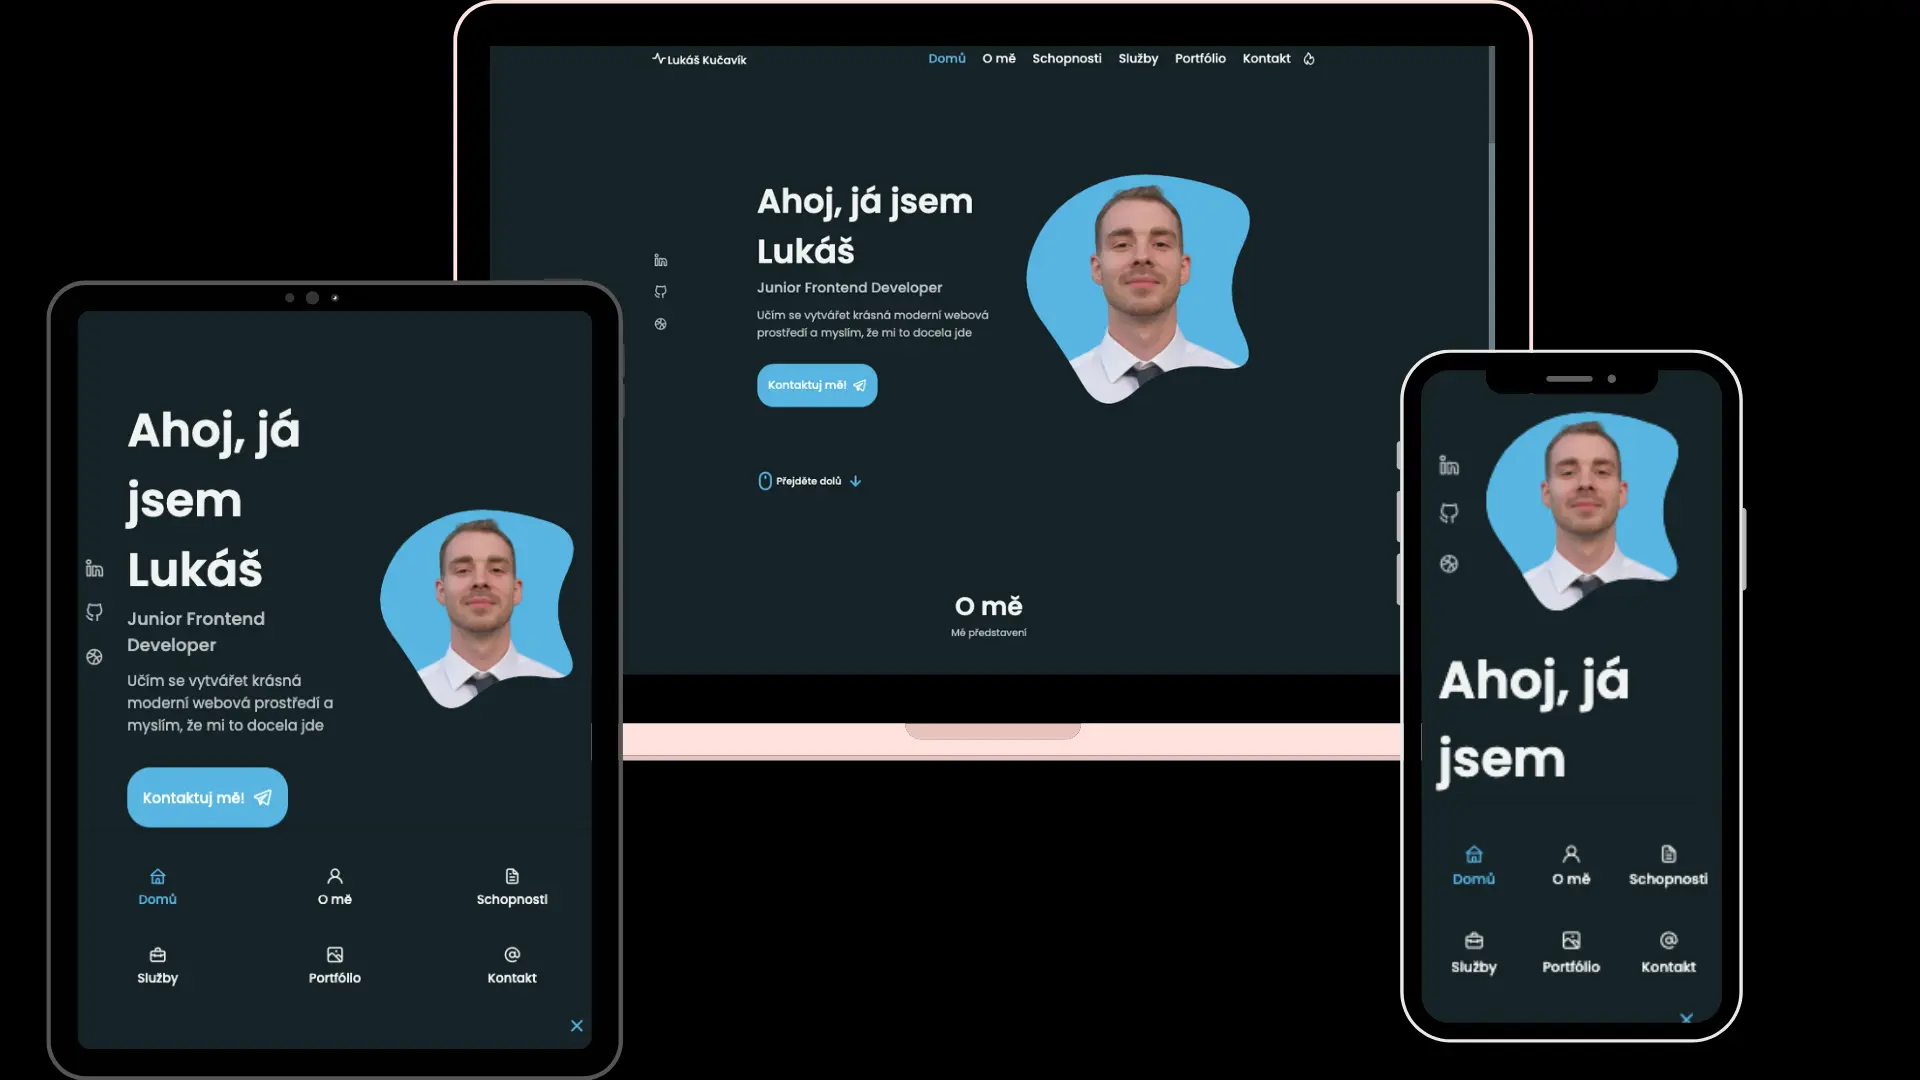 Lukáš Kučavík
Domů O mě Schopnosti Služby Portfólio Kontakt
Ahoj, já jsem
Lukáš
Junior Frontend Developer
Učím se vytvářet krásná moderní webová
prostředí a myslím, že mi to docela jde
Kontaktuj mě!
Přejděte dolů
O mě
Mé představení
Ahoj, já
jsem
Lukáš
Junior Frontend
Developer
Učím se vytvářet krásná
moderní webová prostředí a
myslím, že mi to docela jde
Kontaktuj mě!
Domů O mě Schopnosti
Služby Portfólio Kontakt
Ahoj, já
jsem
Domů O mě Schopnosti
Služby Portfólio Kontakt